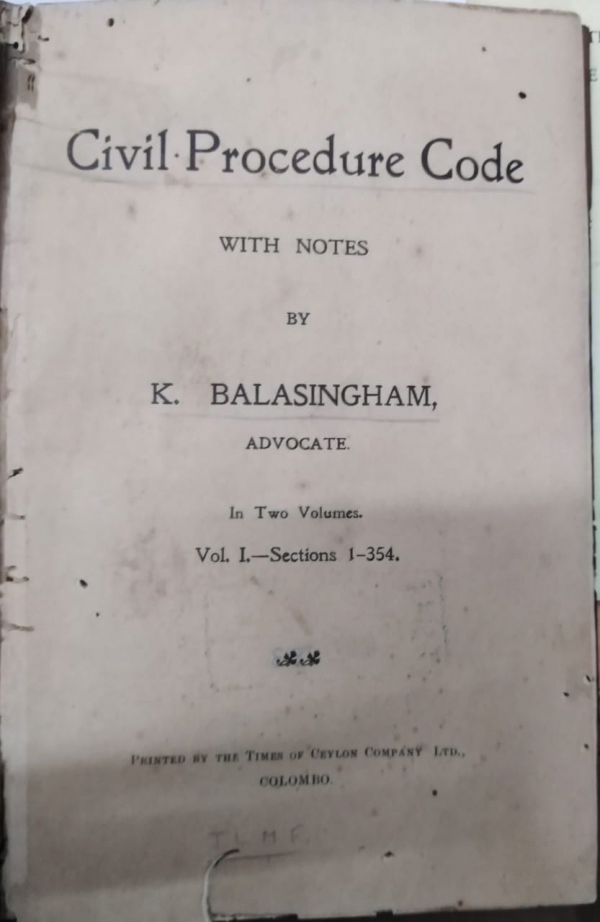 Civil Procedure Code
WITH NOTES
BY
K. BALASINGHAM,
ADVOCATE.
In Two Volumes.
Vol. I.—Sections 1-354.
PRINTED BY THE TIMES OF CEYLON COMPANY LTD.,
COLOMBO.
T L M F